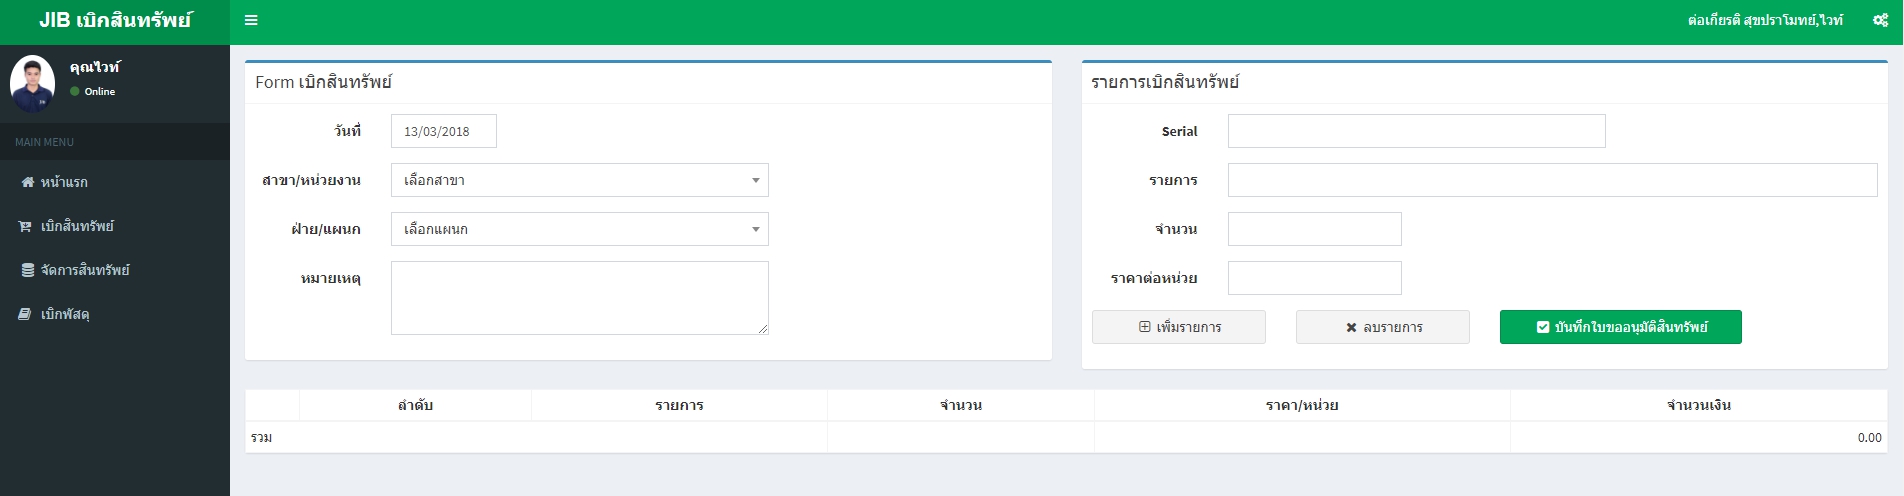 JIB เบิกสินทรัพย์
ต่อเกียรติ สุขปราโมทย์,ไวท์
คุณไวท์
Online
MAIN MENU
หน้าแรก
เบิกสินทรัพย์
จัดการสินทรัพย์
เบิกพัสดุ
Form เบิกสินทรัพย์
วันที่ 13/03/2018
สาขา/หน่วยงาน เลือกสาขา
ฝ่าย/แผนก เลือกแผนก
หมายเหตุ
รายการเบิกสินทรัพย์
Serial
รายการ
จำนวน
ราคาต่อหน่วย
เพิ่มรายการ ลบรายการ บันทึกใบขออนุมัติสินทรัพย์
ลำดับ รายการ จำนวน ราคา/หน่วย จำนวนเงิน
รวม 0.00